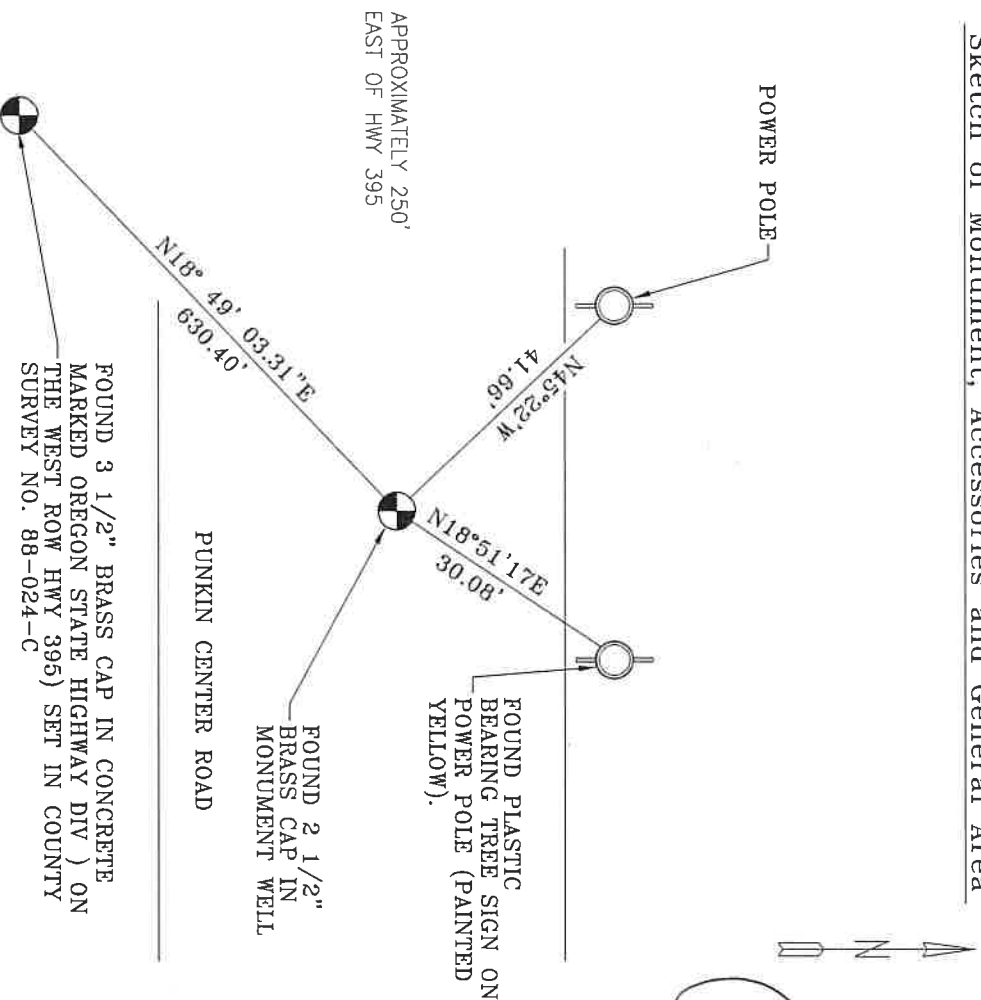 Sketch of Monument, Accessories and General Area
POWER POLE
N
APPROXIMATELY 250'
EAST OF HWY 395
N45°22'W
41.66'
N18°51'17E
30.08'
FOUND PLASTIC
BEARING TREE SIGN ON
POWER POLE (PAINTED
YELLOW).
N18° 49' 03.31"E
630.40'
FOUND 2 1/2"
BRASS CAP IN
MONUMENT WELL
PUNKIN CENTER ROAD
FOUND 3 1/2" BRASS CAP IN CONCRETE
MARKED OREGON STATE HIGHWAY DIV ) ON
THE WEST ROW HWY 395) SET IN COUNTY
SURVEY NO. 88-024-C